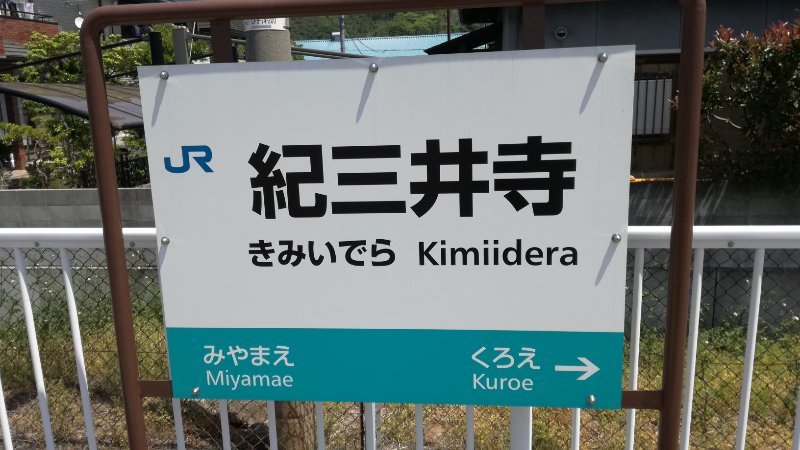 JR
紀三井寺
きみいでら Kimiidera
みやまえ くろえ →
Miyamae Kuroe